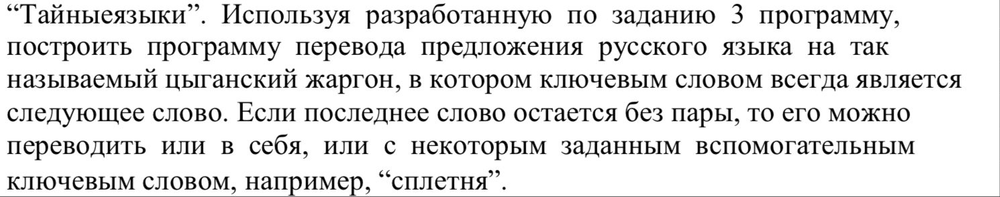 “Тайныеязыки”. Используя разработанную по заданию 3 программу,
построить программу перевода предложения русского языка на так
называемый цыганский жаргон, в котором ключевым словом всегда является
следующее слово. Если последнее слово остается без пары, то его можно
переводить или в себя, или с некоторым заданным вспомогательным
ключевым словом, например, “сплетня”.